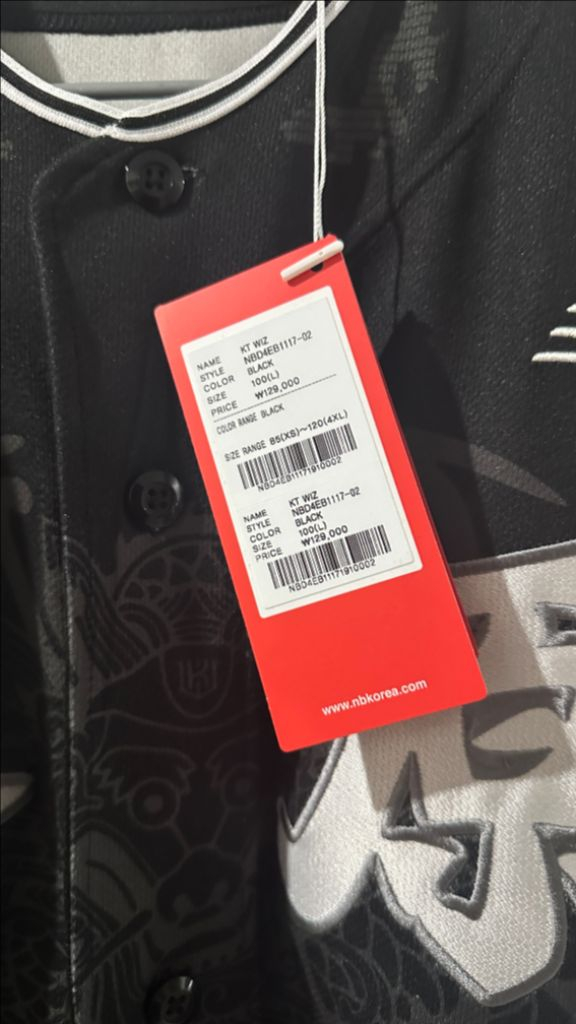 NAME KT WIZ
STYLE NBD4EB1117-02
COLOR BLACK
SIZE 100(L)
PRICE ₩129,000
COLOR RANGE BLACK
SIZE RANGE 85(XS)~120(4XL)
NBD4EB11171910002
NAME KT WIZ
STYLE NBD4EB1117-02
COLOR BLACK
SIZE 100(L)
PRICE ₩129,000
NBD4EB11171910002
www.nbkorea.com